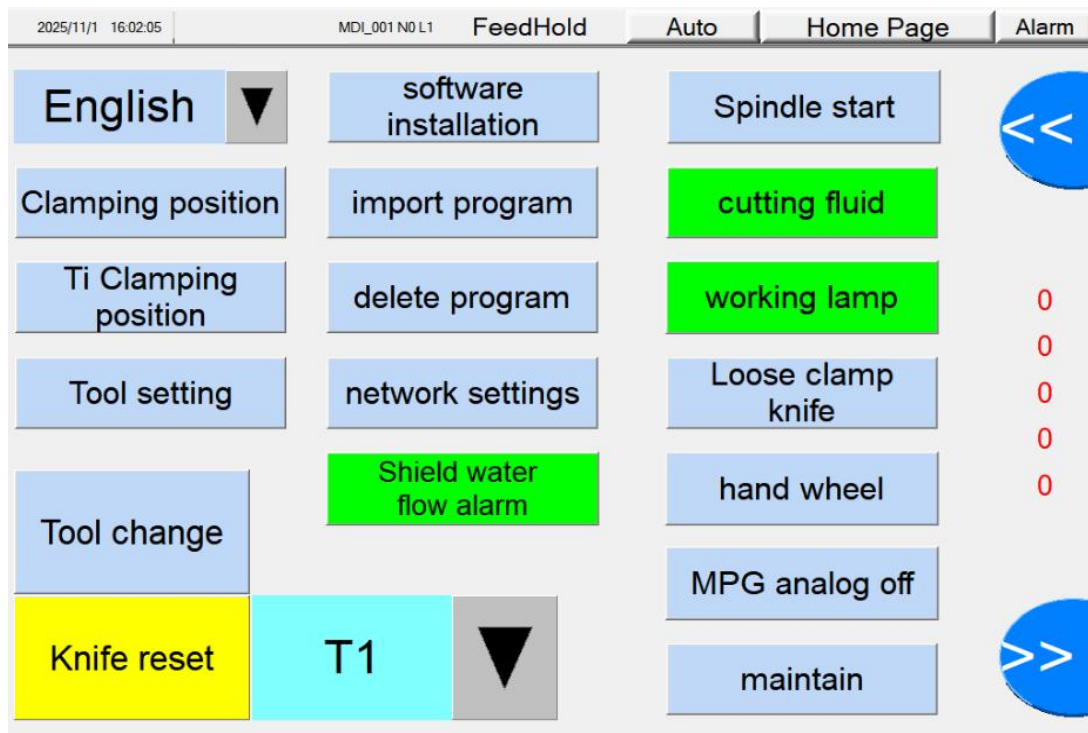 2025/11/1 16:02:05 MDI_001 N0 L1 FeedHold Auto Home Page Alarm
English ▼
software
installation
Spindle start
<<
Clamping position
import program
cutting fluid
Ti Clamping
position
delete program
working lamp
0
0
Tool setting
network settings
Loose clamp
knife
0
0
Shield water
flow alarm
hand wheel
0
Tool change
MPG analog off
Knife reset
T1 ▼
maintain
>>